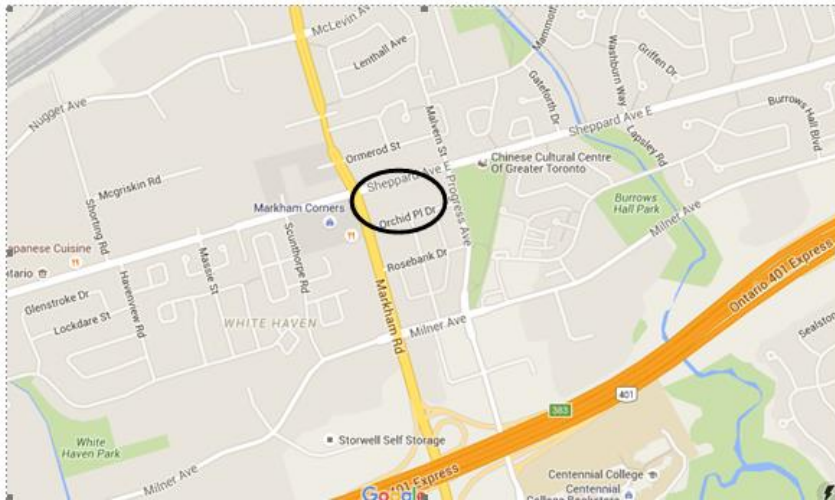 McLevin Av
Lenthall Ave
Mammoth
Washburn Way
Griffen Dr
Gateforth Dr
Nugget Ave
Malvern St
Burrows Hall Blvd
Sheppard Ave E
Lapsley Rd
Ormerod St
Chinese Cultural Centre
Of Greater Toronto
Sheppard Ave E
Mcgriskin Rd
Shorting Rd
Progress Ave
Markham Corners
Orchid Pl Dr
Burrows
Hall Park
Milner Ave
apanese Cuisine
Scunthorpe Rd
Massie St
Havenview Rd
Rosebank Dr
ntario
Glenstroke Dr
Lockdare St
Markham Rd
Ontario 401 Express
WHITE HAVEN
Milner Ave
Sealsto
401
383
White
Haven Park
Storwell Self Storage
Milner Ave
401 Express
Centennial College
Centennial
College Bookstore
Google